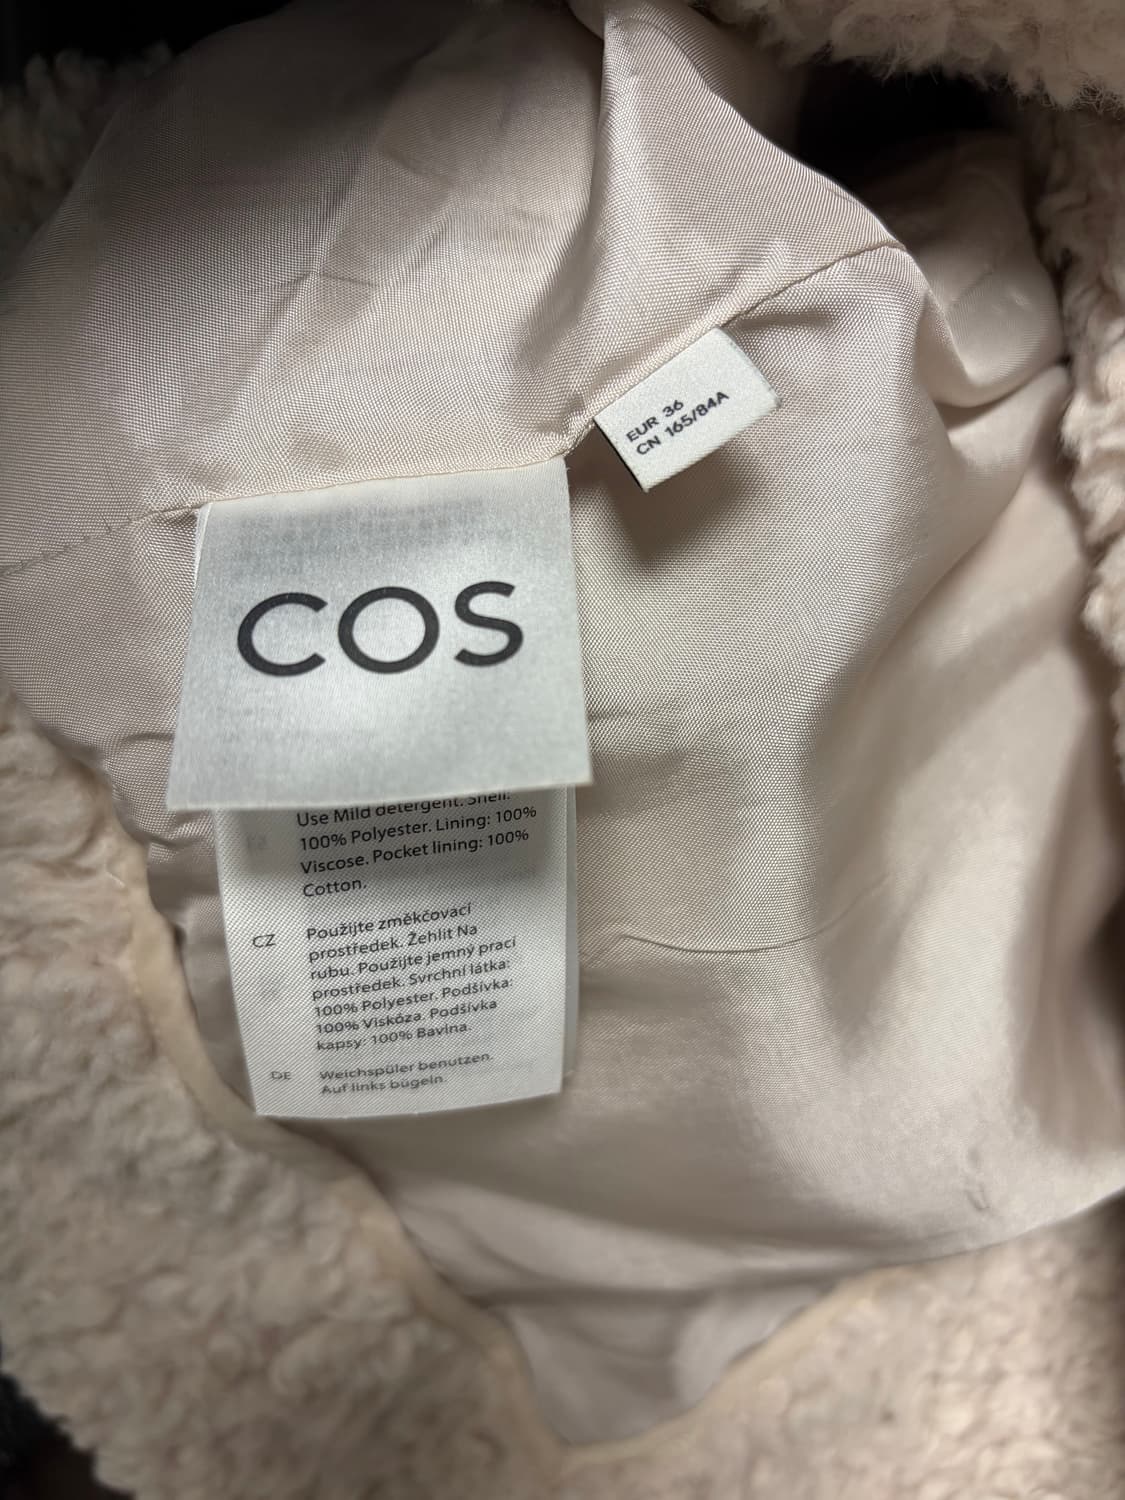 EUR 36
CN 165/84A
COS
Use Mild detergent. Shell:
100% Polyester. Lining: 100%
Viscose. Pocket lining: 100%
Cotton.
CZ Použijte změkčovací
prostředek. Žehlit Na
rubu. Použijte jemný prací
prostředek. Svrchní látka:
100% Polyester. Podšívka:
100% Viskóza. Podšívka
kapsy: 100% Bavlna.
DE Weichspüler benutzen.
Auf links bügeln.